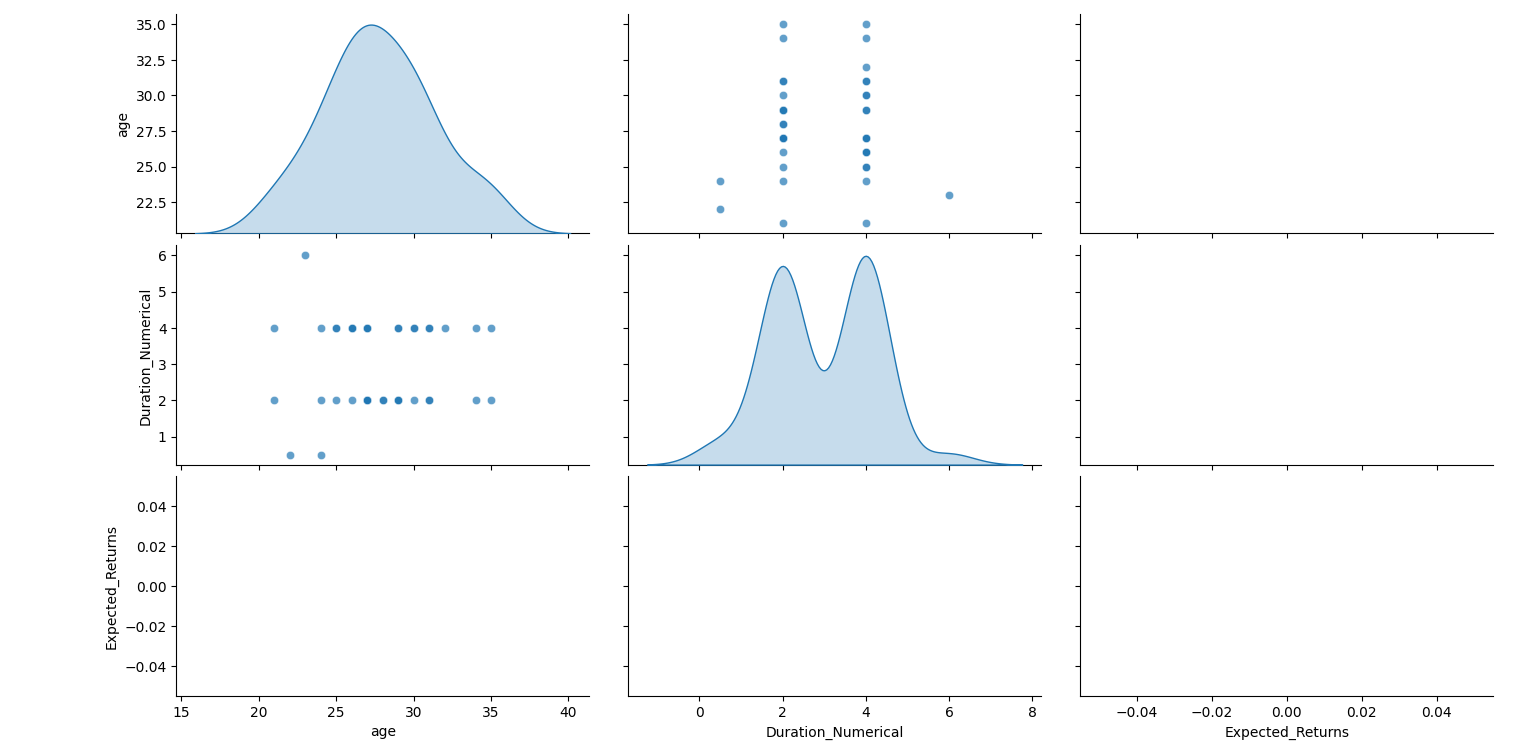 35.0
32.5
30.0
27.5
25.0
22.5
age
6
5
4
3
2
1
Duration_Numerical
0.04
0.02
0.00
−0.02
−0.04
Expected_Returns
15 20 25 30 35 40
age
0 2 4 6 8
Duration_Numerical
−0.04 −0.02 0.00 0.02 0.04
Expected_Returns